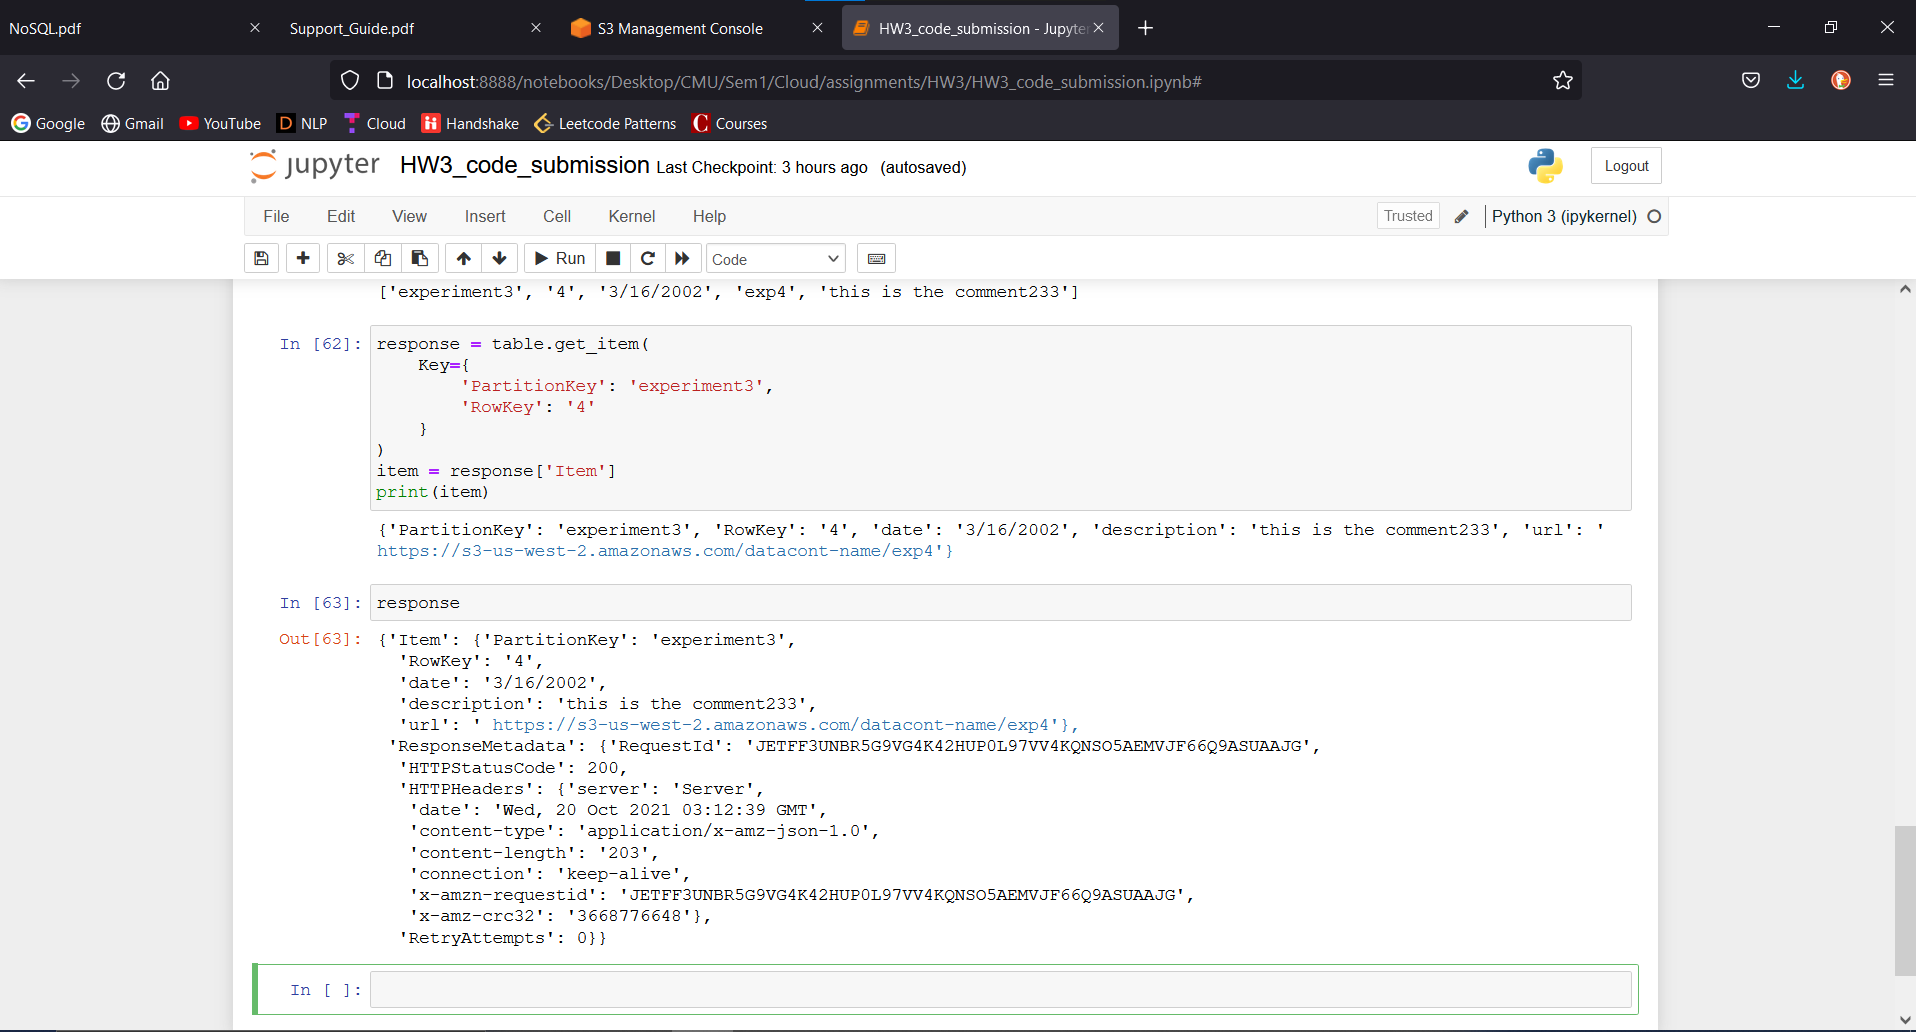 NoSQL.pdf
Support_Guide.pdf
S3 Management Console
HW3_code_submission - Jupyter
localhost:8888/notebooks/Desktop/CMU/Sem1/Cloud/assignments/HW3/HW3_code_submission.ipynb#
Google Gmail YouTube NLP Cloud Handshake Leetcode Patterns Courses
jupyter HW3_code_submission Last Checkpoint: 3 hours ago (autosaved)
Logout
File Edit View Insert Cell Kernel Help
Trusted Python 3 (ipykernel)
Run Code
['experiment3', '4', '3/16/2002', 'exp4', 'this is the comment233']
In [62]: response = table.get_item(
Key={
'PartitionKey': 'experiment3',
'RowKey': '4'
}
)
item = response['Item']
print(item)
{'PartitionKey': 'experiment3', 'RowKey': '4', 'date': '3/16/2002', 'description': 'this is the comment233', 'url': '
https://s3-us-west-2.amazonaws.com/datacont-name/exp4'}
In [63]: response
Out[63]: {'Item': {'PartitionKey': 'experiment3',
'RowKey': '4',
'date': '3/16/2002',
'description': 'this is the comment233',
'url': ' https://s3-us-west-2.amazonaws.com/datacont-name/exp4'},
'ResponseMetadata': {'RequestId': 'JETFF3UNBR5G9VG4K42HUP0L97VV4KQNSO5AEMVJF66Q9ASUAAJG',
'HTTPStatusCode': 200,
'HTTPHeaders': {'server': 'Server',
'date': 'Wed, 20 Oct 2021 03:12:39 GMT',
'content-type': 'application/x-amz-json-1.0',
'content-length': '203',
'connection': 'keep-alive',
'x-amzn-requestid': 'JETFF3UNBR5G9VG4K42HUP0L97VV4KQNSO5AEMVJF66Q9ASUAAJG',
'x-amz-crc32': '3668776648'},
'RetryAttempts': 0}}
In [ ]: